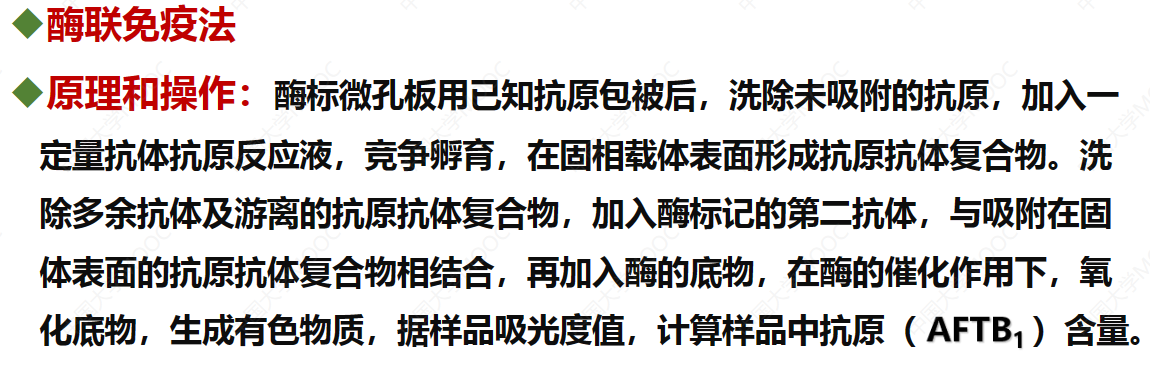 ◆酶联免疫法
◆原理和操作：酶标微孔板用已知抗原包被后，洗除未吸附的抗原，加入一
定量抗体抗原反应液，竞争孵育，在固相载体表面形成抗原抗体复合物。洗
除多余抗体及游离的抗原抗体复合物，加入酶标记的第二抗体，与吸附在固
体表面的抗原抗体复合物相结合，再加入酶的底物，在酶的催化作用下，氧
化底物，生成有色物质，据样品吸光度值，计算样品中抗原（AFTB₁）含量。